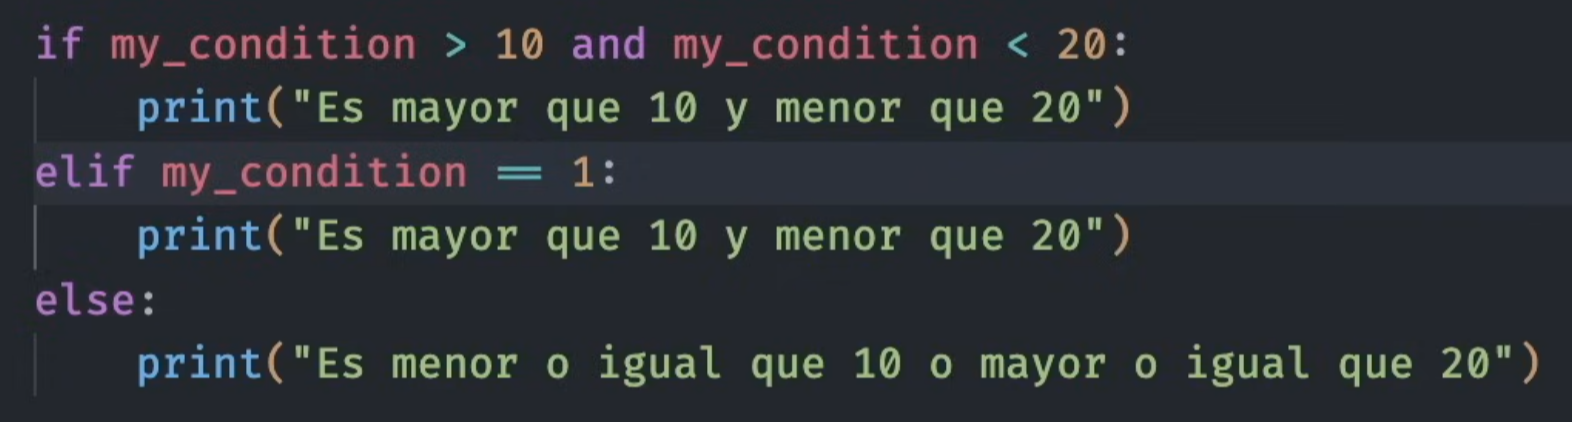 if my_condition > 10 and my_condition < 20:
    print("Es mayor que 10 y menor que 20")
elif my_condition == 1:
    print("Es mayor que 10 y menor que 20")
else:
    print("Es menor o igual que 10 o mayor o igual que 20")